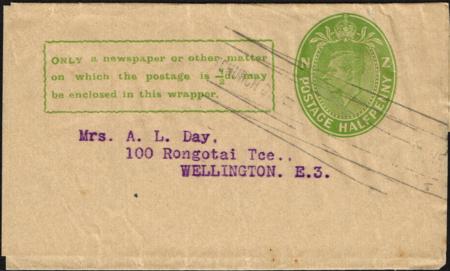 ONLY a newspaper or other matter
on which the postage is ½d. may
be enclosed in this wrapper.
N Z
POSTAGE HALFPENNY
Mrs. A. L. Day,
100 Rongotai Tce.,
WELLINGTON. E.3.